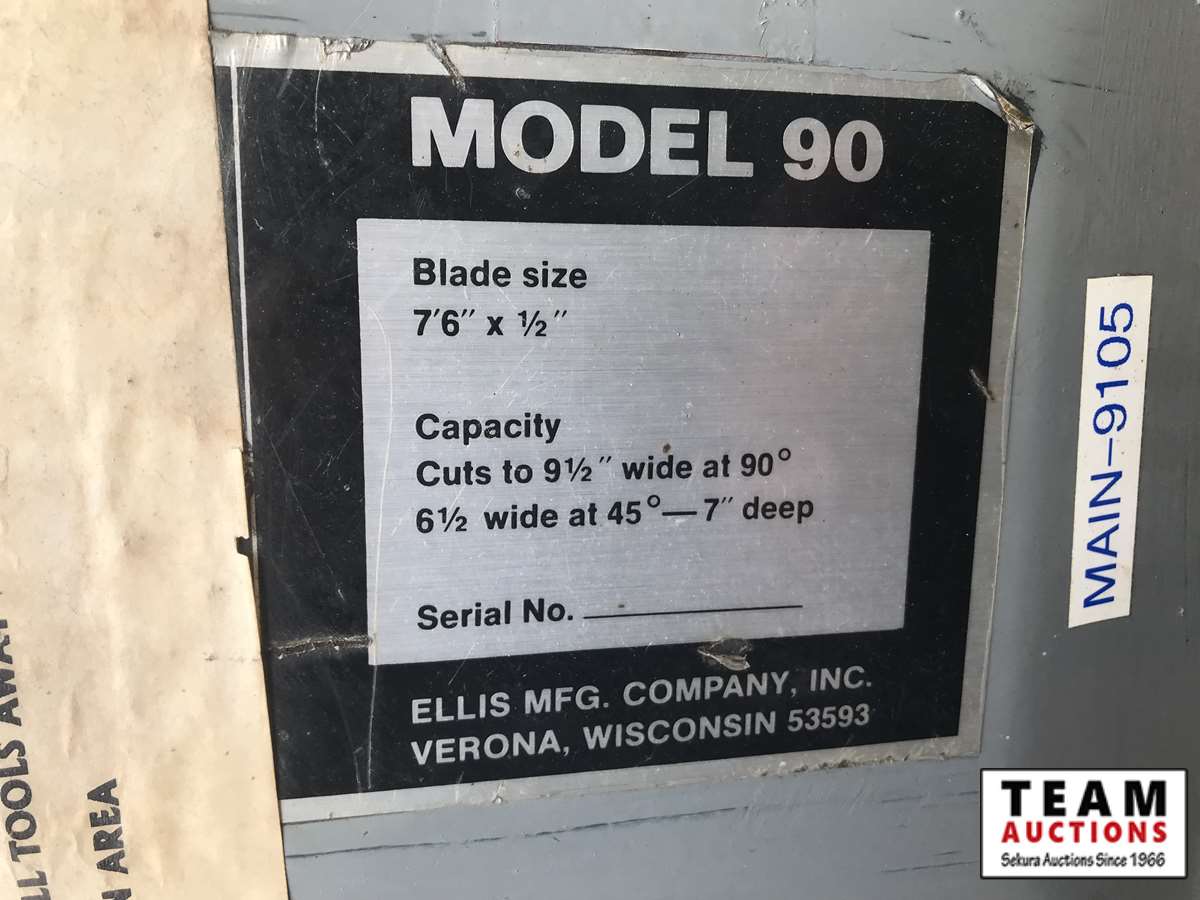 MODEL 90
Blade size
7'6" x ½"
Capacity
Cuts to 9½" wide at 90°
6½ wide at 45°—7" deep
Serial No.
ELLIS MFG. COMPANY, INC.
VERONA, WISCONSIN 53593
MAIN-9105
TOOLS
AREA
TEAM
AUCTIONS
Sekura Auctions Since 1966